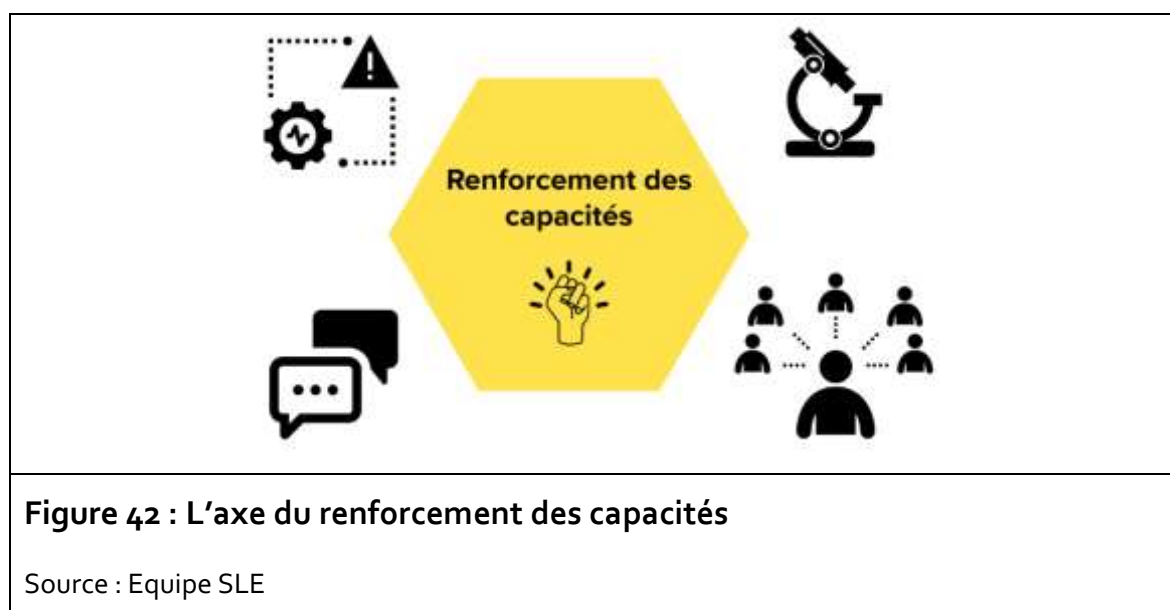 Renforcement des
capacités
Figure 42 : L’axe du renforcement des capacités
Source : Equipe SLE